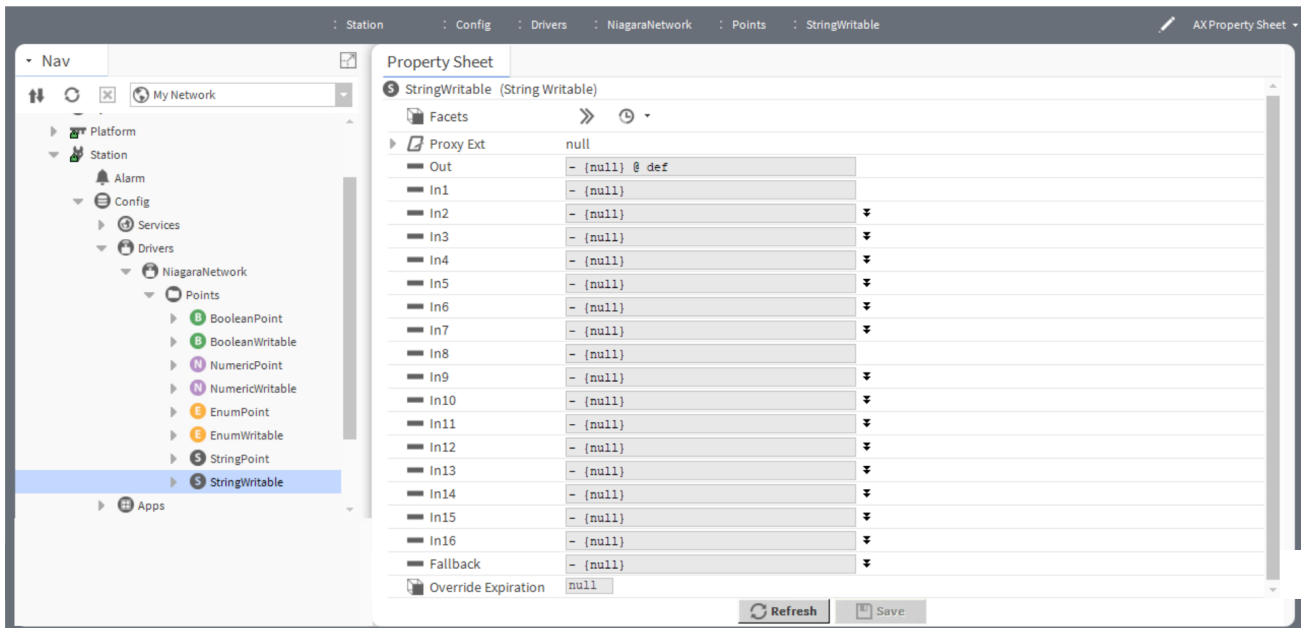 : Station : Config : Drivers : NiagaraNetwork : Points : StringWritable AX Property Sheet
Nav
My Network
Platform
Station
Alarm
Config
Services
Drivers
NiagaraNetwork
Points
B BooleanPoint
B BooleanWritable
N NumericPoint
N NumericWritable
E EnumPoint
E EnumWritable
S StringPoint
S StringWritable
Apps
Property Sheet
S StringWritable (String Writable)
Facets
Proxy Ext null
Out - {null} @ def
In1 - {null}
In2 - {null}
In3 - {null}
In4 - {null}
In5 - {null}
In6 - {null}
In7 - {null}
In8 - {null}
In9 - {null}
In10 - {null}
In11 - {null}
In12 - {null}
In13 - {null}
In14 - {null}
In15 - {null}
In16 - {null}
Fallback - {null}
Override Expiration null
Refresh Save